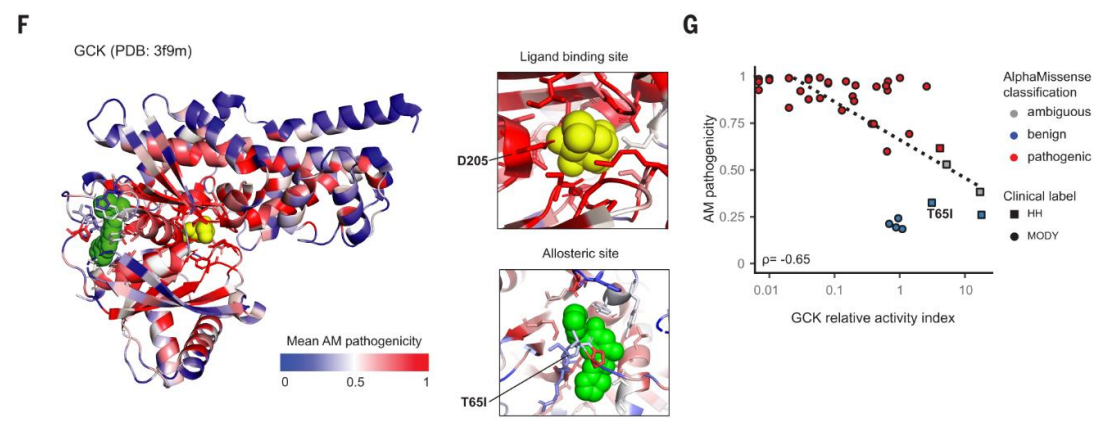 F
GCK (PDB: 3f9m)
Mean AM pathogenicity
0 0.5 1
Ligand binding site
D205
Allosteric site
T65I
G
AM pathogenicity
1
0.75
0.50
0.25
0
T65I
ρ= -0.65
0.01 0.1 1 10
GCK relative activity index
AlphaMissense
classification
ambiguous
benign
pathogenic
Clinical label
HH
MODY